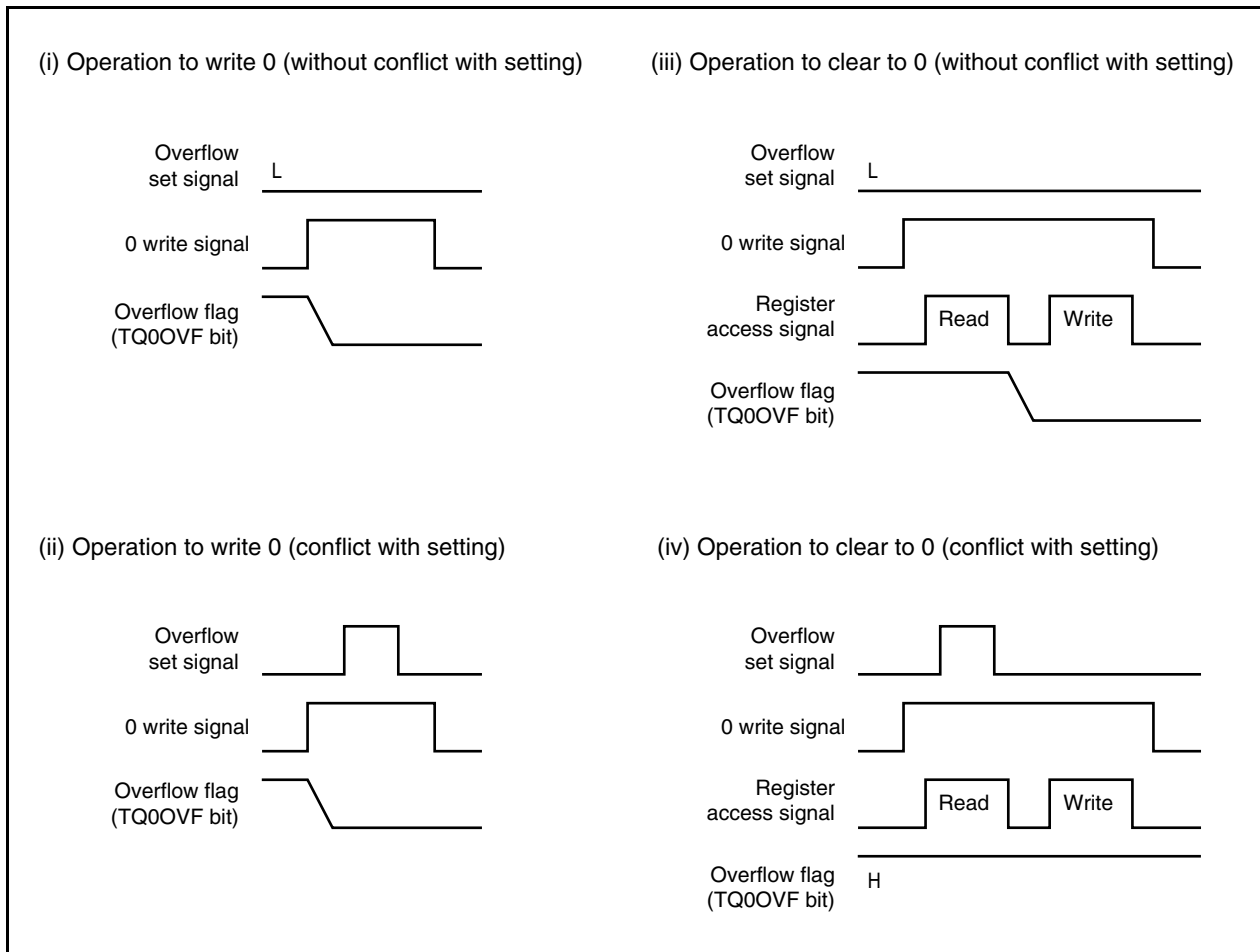 (i) Operation to write 0 (without conflict with setting)
Overflow
set signal
L
0 write signal
Overflow flag
(TQ0OVF bit)
(iii) Operation to clear to 0 (without conflict with setting)
Overflow
set signal
L
0 write signal
Register
access signal
Read
Write
Overflow flag
(TQ0OVF bit)
(ii) Operation to write 0 (conflict with setting)
Overflow
set signal
0 write signal
Overflow flag
(TQ0OVF bit)
(iv) Operation to clear to 0 (conflict with setting)
Overflow
set signal
0 write signal
Register
access signal
Read
Write
Overflow flag
(TQ0OVF bit)
H